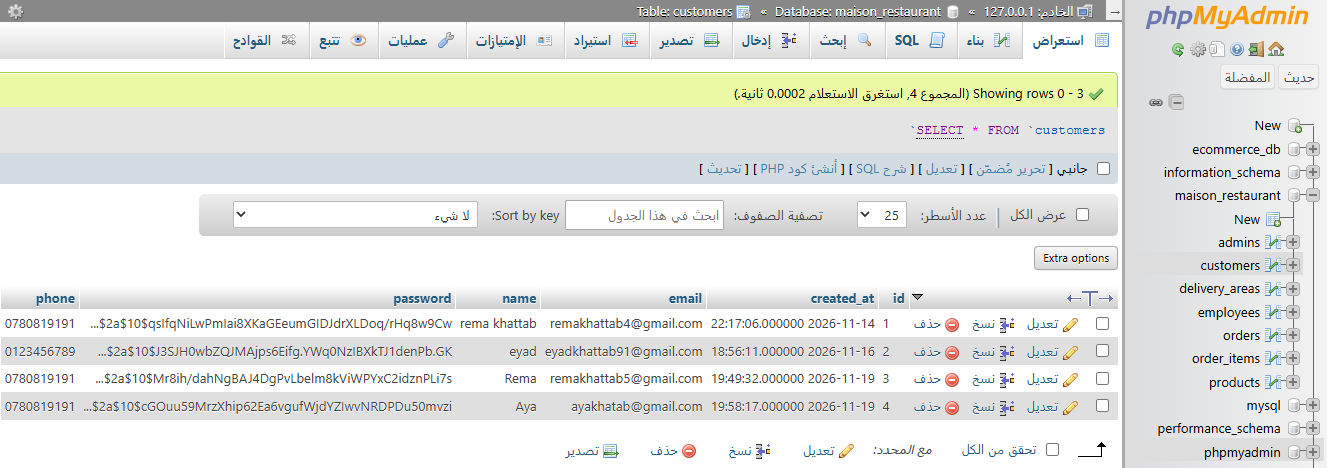 phpMyAdmin
حديث المفضلة
New
ecommerce_db
information_schema
maison_restaurant
New
admins
customers
delivery_areas
employees
orders
order_items
products
mysql
performance_schema
phpmyadmin
الخادم: 127.0.0.1 » Database: maison_restaurant » Table: customers
استعراض بناء SQL إبحث إدخال تصدير استيراد الإمتيازات عمليات تتبع القوادح
Showing rows 0 - 3 (المجموع 4, استغرق الاستعلام 0.0002 ثانية.)
SELECT * FROM `customers`
جانبي [ تحرير مُضمّن ] [ تعديل ] [ شرح SQL ] [ أنشئ كود PHP ] [ تحديث ]
عرض الكل عدد الأسطر: 25 تصفية الصفوف: ابحث في هذا الجدول Sort by key: لا شيء
Extra options
id created_at email name password phone
تعديل نسخ حذف 1 2026-11-14 22:17:06.000000 remakhattab4@gmail.com rema khattab $2a$10$qsIfqNiLwPmIai8XKaGEeumGIDJdrXLDoq/rHq8w9Cw... 0780819191
تعديل نسخ حذف 2 2026-11-16 18:56:11.000000 eyadkhattab91@gmail.com eyad $2a$10$J3SJH0wbZQJMAjps6Eifg.YWq0NzIBXkTJ1denPb.GK... 0123456789
تعديل نسخ حذف 3 2026-11-19 19:49:32.000000 remakhattab5@gmail.com Rema $2a$10$Mr8ih/dahNgBAJ4DgPvLbelm8kViWPYxC2idznPLi7s... 0780819191
تعديل نسخ حذف 4 2026-11-19 19:58:17.000000 ayakhatab@gmail.com Aya $2a$10$cGOuu59MrzXhip62Ea6vgufWjdYZIwvNRDPDu50mvzi... 0780819191
تحقق من الكل مع المحدد: تعديل نسخ حذف تصدير